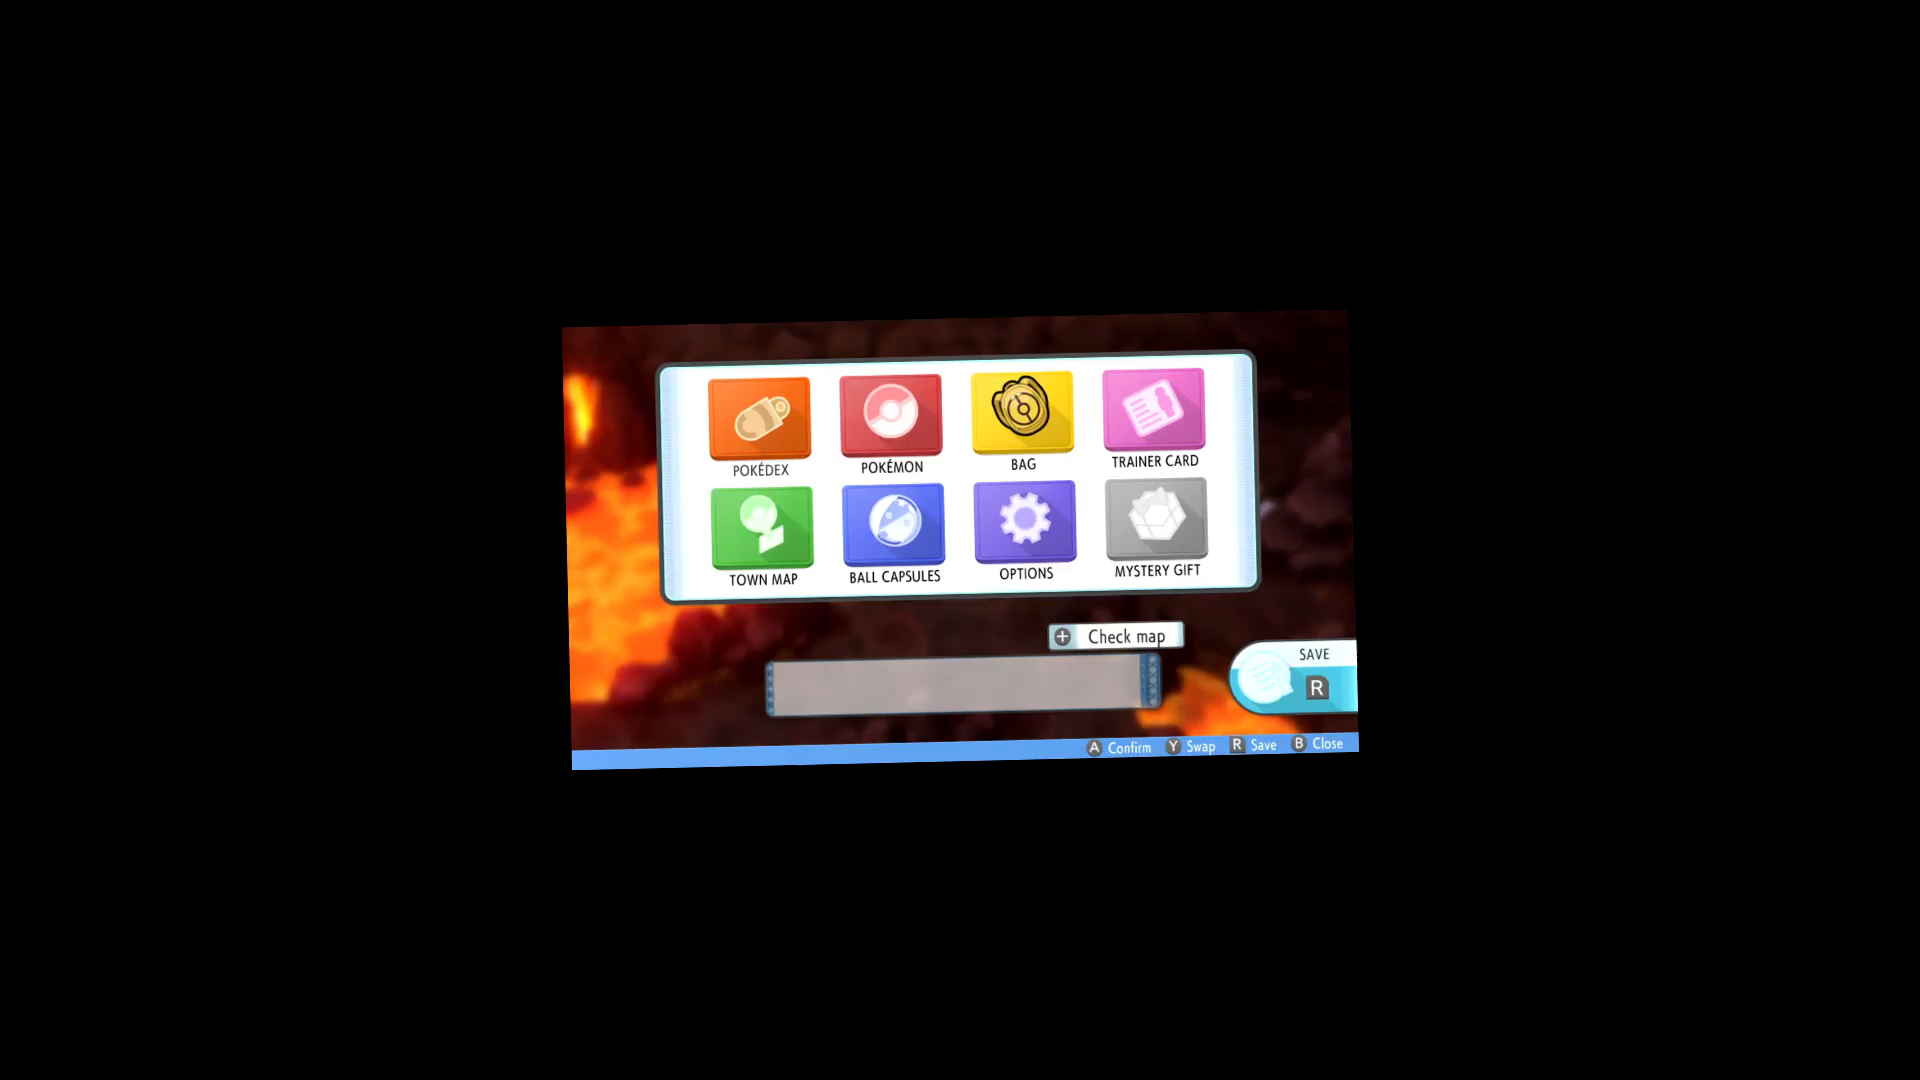 POKÉDEX POKÉMON BAG TRAINER CARD
TOWN MAP BALL CAPSULES OPTIONS MYSTERY GIFT
+ Check map
SAVE
R
A Confirm Y Swap R Save B Close